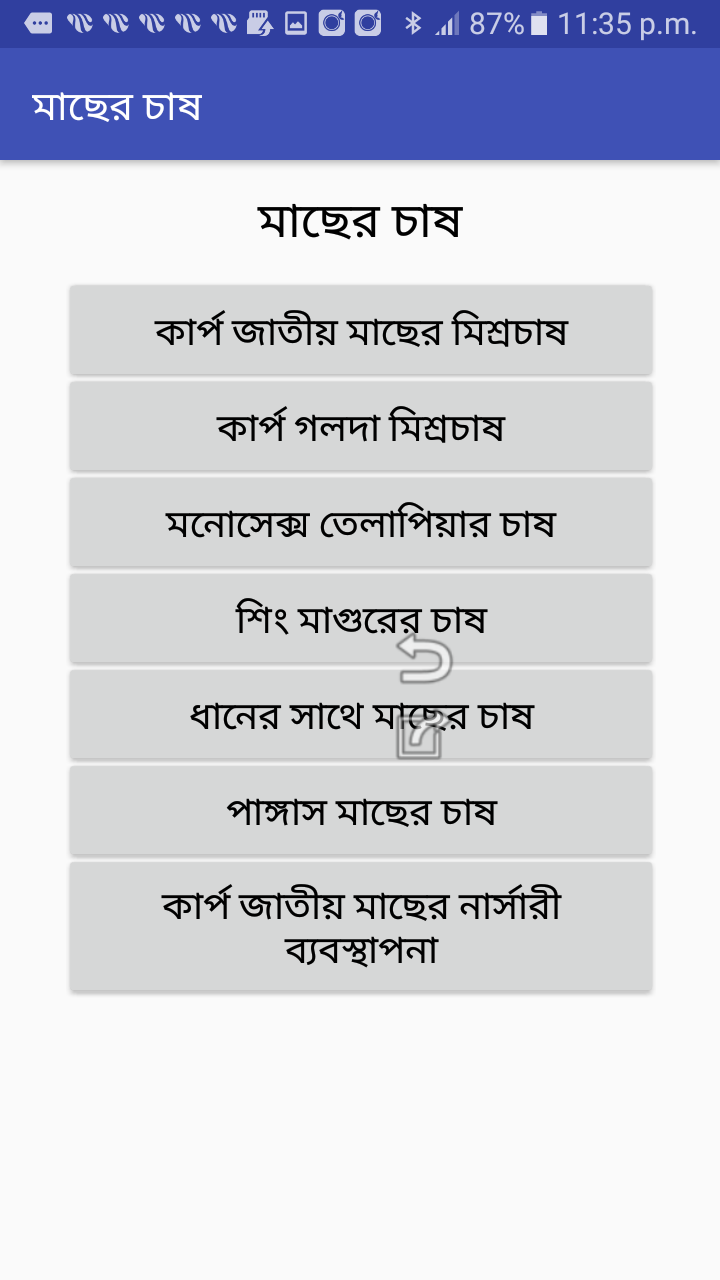 87% 11:35 p.m.
মাছের চাষ
মাছের চাষ
কার্প জাতীয় মাছের মিশ্রচাষ
কার্প গলদা মিশ্রচাষ
মনোসেক্স তেলাপিয়ার চাষ
শিং মাগুরের চাষ
ধানের সাথে মাছের চাষ
পাঙ্গাস মাছের চাষ
কার্প জাতীয় মাছের নার্সারী
ব্যবস্থাপনা